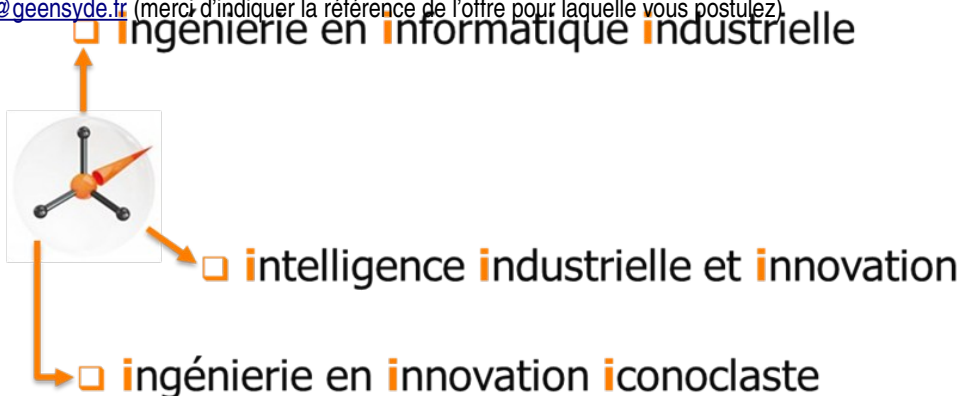 @geensyde.fr (merci d'indiquer la référence de l'offre pour laquelle vous postulez)
ingénierie en informatique industrielle
intelligence industrielle et innovation
ingénierie en innovation iconoclaste